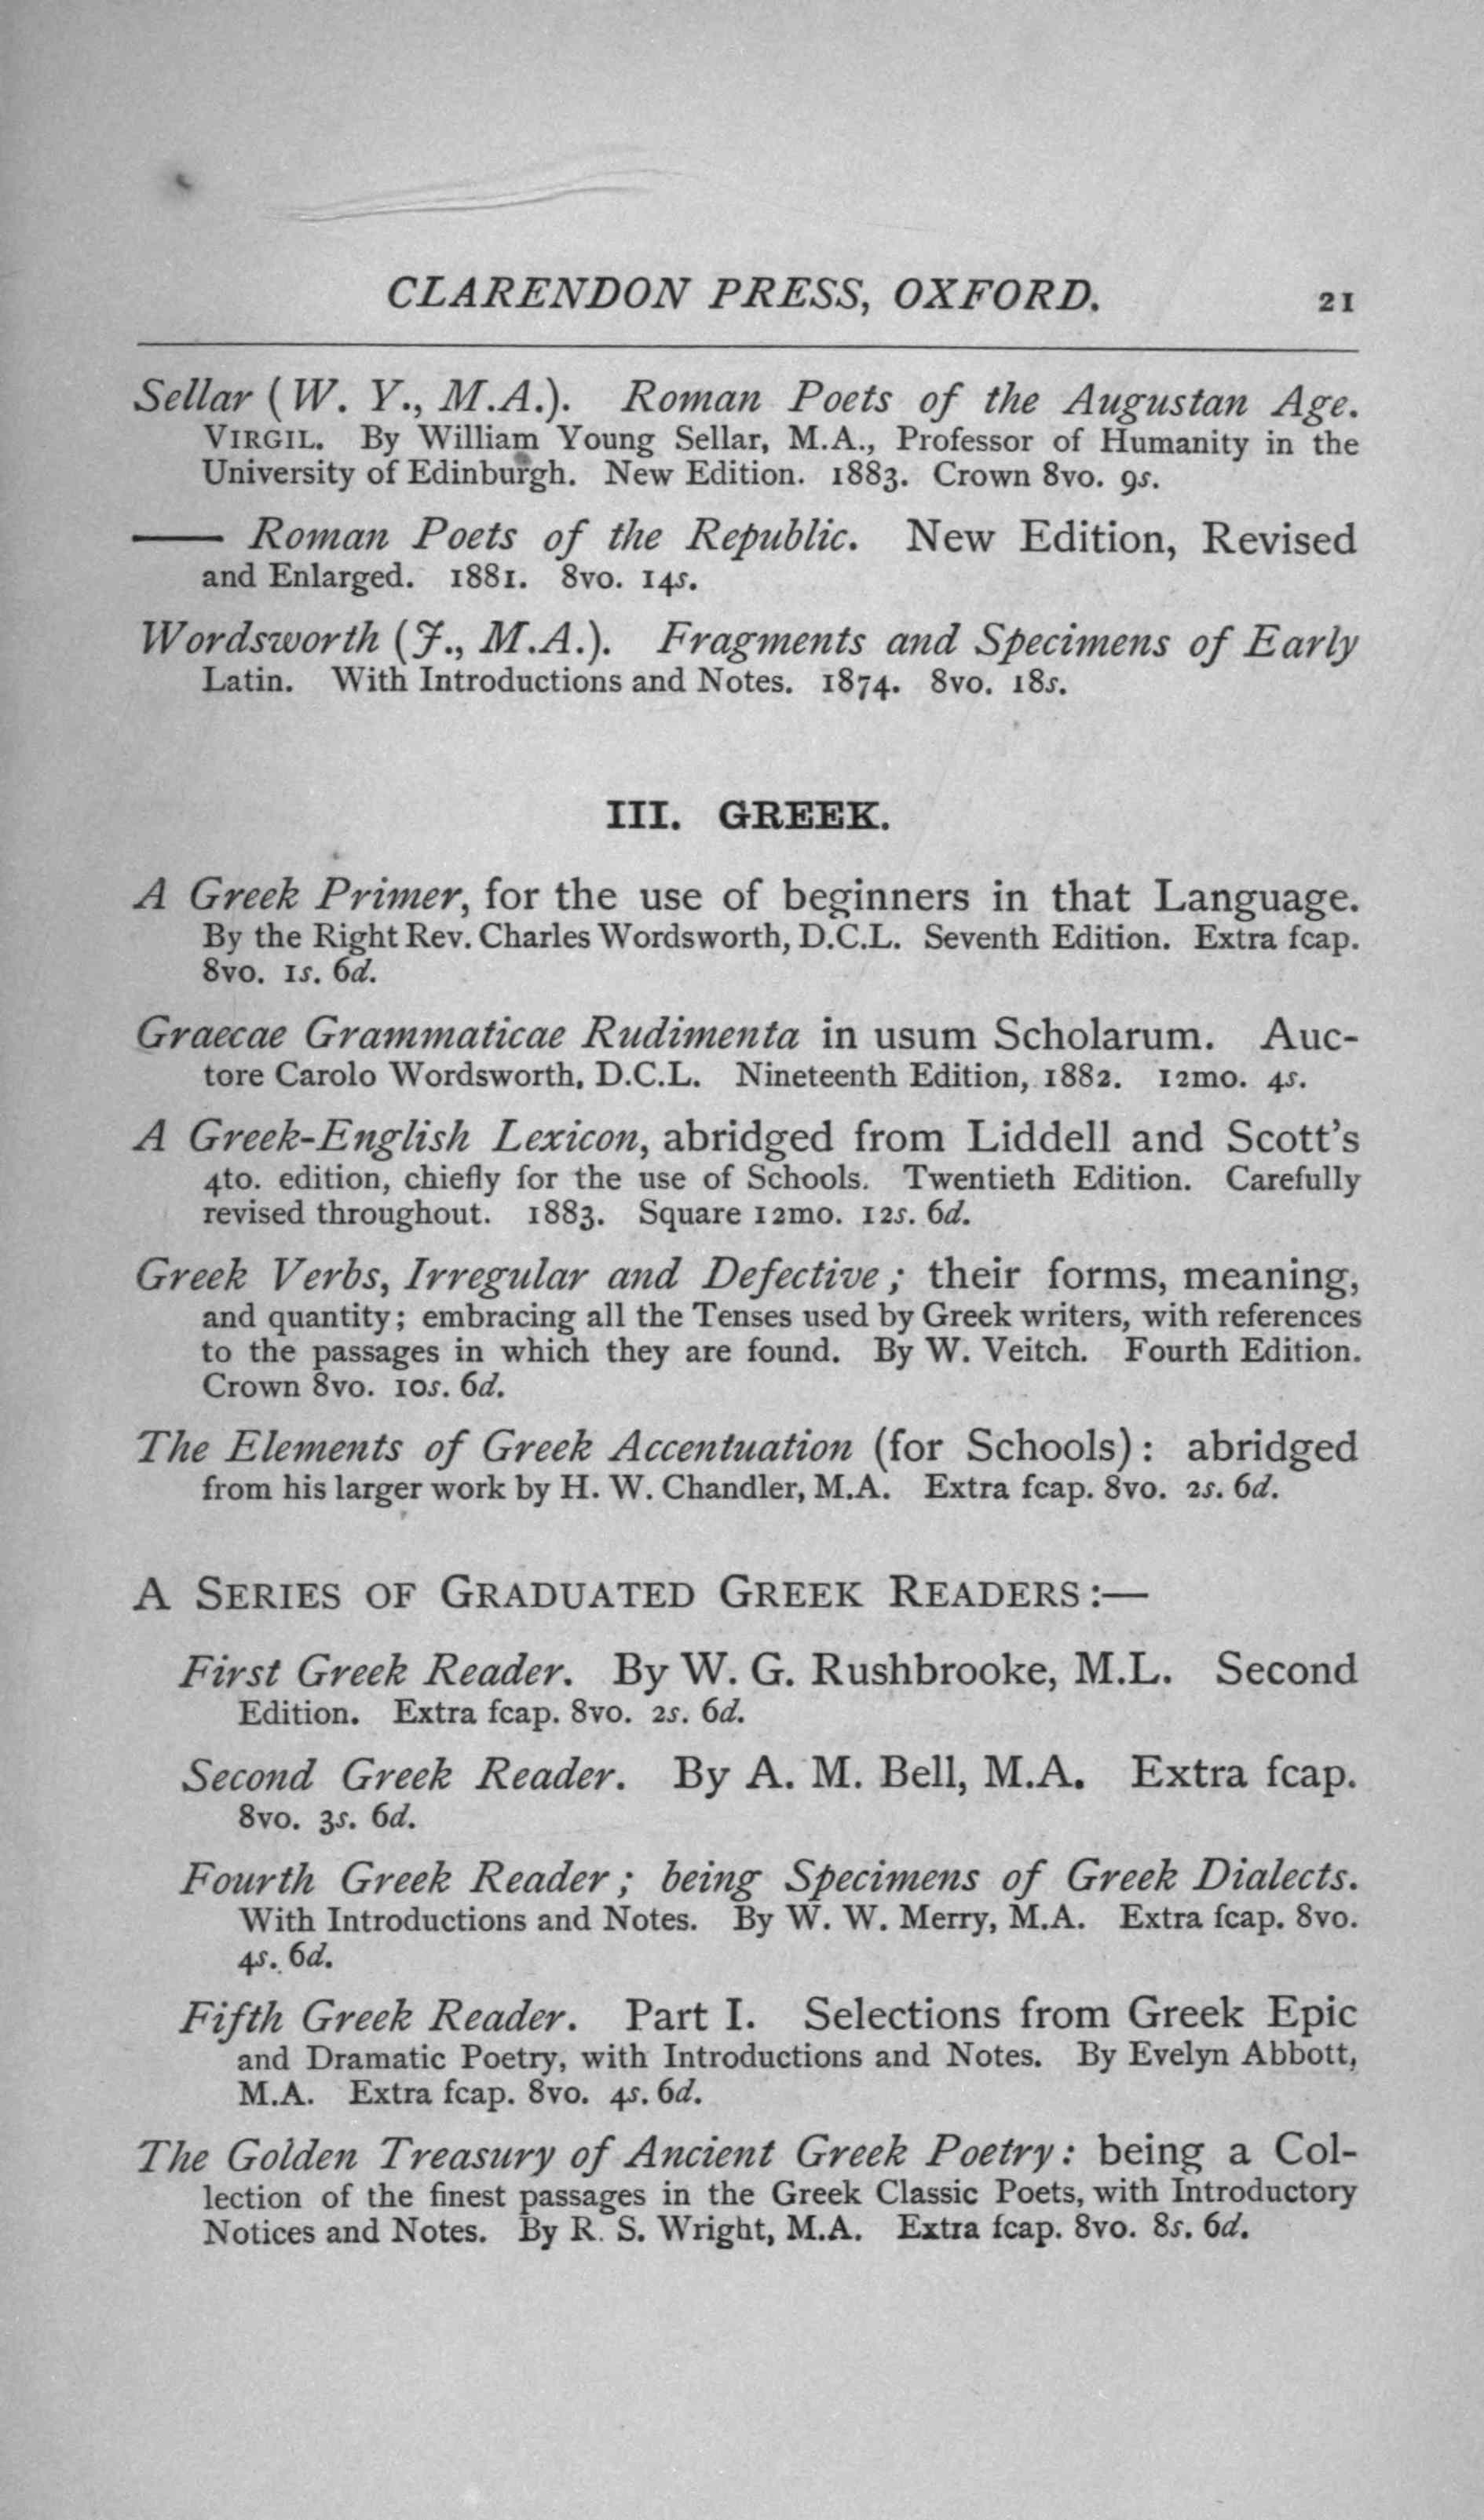 CLARENDON PRESS, OXFORD. 21
Sellar (W. Y., M.A.). Roman Poets of the Augustan Age.
VIRGIL. By William Young Sellar, M.A., Professor of Humanity in the
University of Edinburgh. New Edition. 1883. Crown 8vo. 9s.
—— Roman Poets of the Republic. New Edition, Revised
and Enlarged. 1881. 8vo. 14s.
Wordsworth (J., M.A.). Fragments and Specimens of Early
Latin. With Introductions and Notes. 1874. 8vo. 18s.
III. GREEK.
A Greek Primer, for the use of beginners in that Language.
By the Right Rev. Charles Wordsworth, D.C.L. Seventh Edition. Extra fcap.
8vo. 1s. 6d.
Graecae Grammaticae Rudimenta in usum Scholarum. Auc-
tore Carolo Wordsworth, D.C.L. Nineteenth Edition, 1882. 12mo. 4s.
A Greek-English Lexicon, abridged from Liddell and Scott's
4to. edition, chiefly for the use of Schools. Twentieth Edition. Carefully
revised throughout. 1883. Square 12mo. 12s. 6d.
Greek Verbs, Irregular and Defective; their forms, meaning,
and quantity; embracing all the Tenses used by Greek writers, with references
to the passages in which they are found. By W. Veitch. Fourth Edition.
Crown 8vo. 10s. 6d.
The Elements of Greek Accentuation (for Schools): abridged
from his larger work by H. W. Chandler, M.A. Extra fcap. 8vo. 2s. 6d.
A SERIES OF GRADUATED GREEK READERS:—
First Greek Reader. By W. G. Rushbrooke, M.L. Second
Edition. Extra fcap. 8vo. 2s. 6d.
Second Greek Reader. By A. M. Bell, M.A. Extra fcap.
8vo. 3s. 6d.
Fourth Greek Reader; being Specimens of Greek Dialects.
With Introductions and Notes. By W. W. Merry, M.A. Extra fcap. 8vo.
4s. 6d.
Fifth Greek Reader. Part I. Selections from Greek Epic
and Dramatic Poetry, with Introductions and Notes. By Evelyn Abbott,
M.A. Extra fcap. 8vo. 4s. 6d.
The Golden Treasury of Ancient Greek Poetry: being a Col-
lection of the finest passages in the Greek Classic Poets, with Introductory
Notices and Notes. By R. S. Wright, M.A. Extra fcap. 8vo. 8s. 6d.